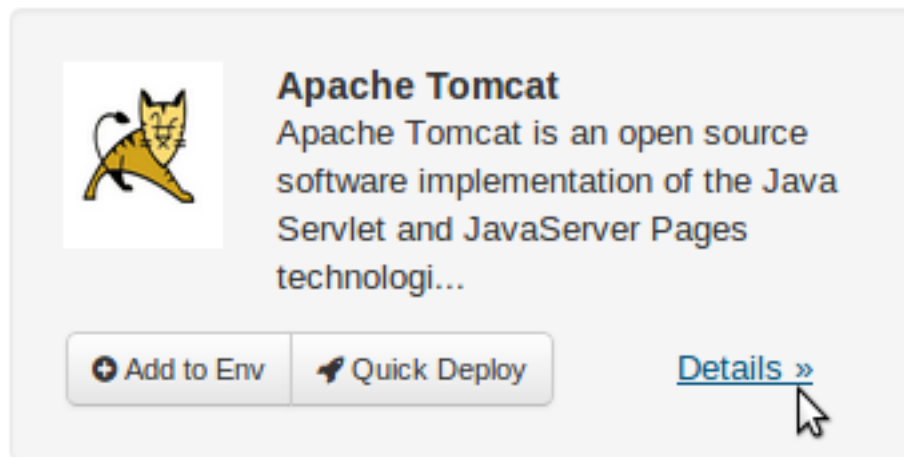 Apache Tomcat
Apache Tomcat is an open source
software implementation of the Java
Servlet and JavaServer Pages
technologi...
Add to Env Quick Deploy Details »